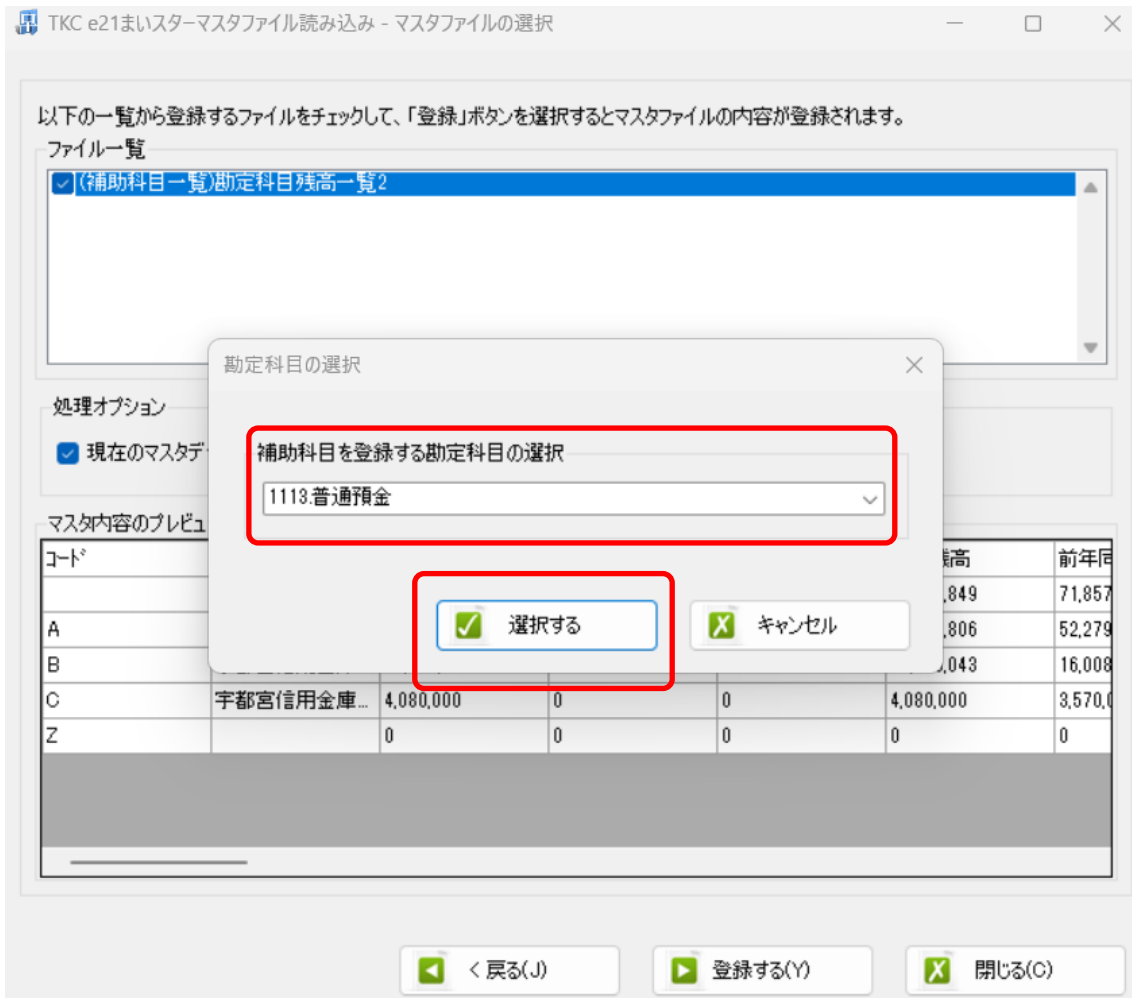 TKC e21まいスターマスタファイル読み込み - マスタファイルの選択
以下の一覧から登録するファイルをチェックして、「登録」ボタンを選択するとマスタファイルの内容が登録されます。
ファイル一覧
(補助科目一覧)勘定科目残高一覧2
勘定科目の選択
処理オプション
現在のマスタデ
補助科目を登録する勘定科目の選択
1113.普通預金
マスタ内容のプレビュ
コード 残高 前年同
,849 71,857
選択する キャンセル
A ,806 52,279
B ,043 16,008
C 宇都宮信用金庫... 4,080,000 0 0 4,080,000 3,570,0
Z 0 0 0 0 0
< 戻る(J) 登録する(Y) 閉じる(C)